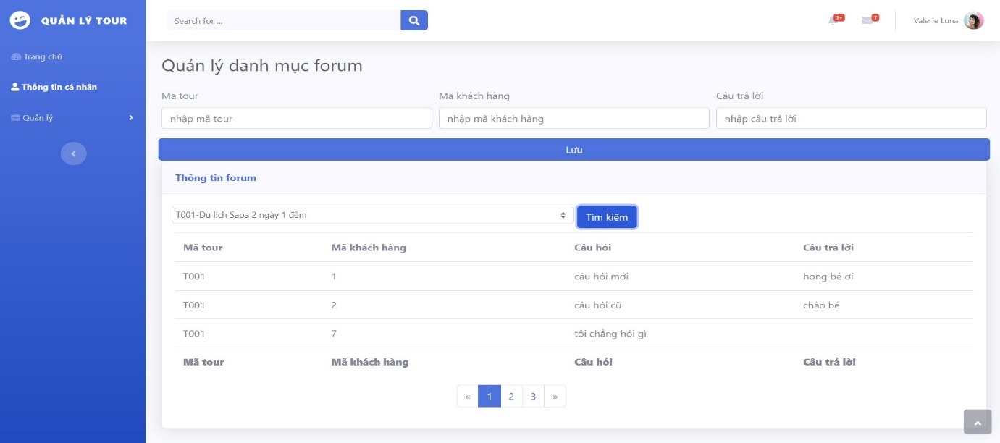 QUẢN LÝ TOUR
Search for ...
3+
7
Valerie Luna
Trang chủ
Thông tin cá nhân
Quản lý
Quản lý danh mục forum
Mã tour Mã khách hàng Câu trả lời
nhập mã tour nhập mã khách hàng nhập câu trả lời
Lưu
Thông tin forum
T001-Du lịch Sapa 2 ngày 1 đêm Tìm kiếm
Mã tour Mã khách hàng Câu hỏi Câu trả lời
T001 1 câu hỏi mới hong bé ơi
T001 2 câu hỏi cũ chào bé
T001 7 tôi chẳng hỏi gì
Mã tour Mã khách hàng Câu hỏi Câu trả lời
« 1 2 3 »